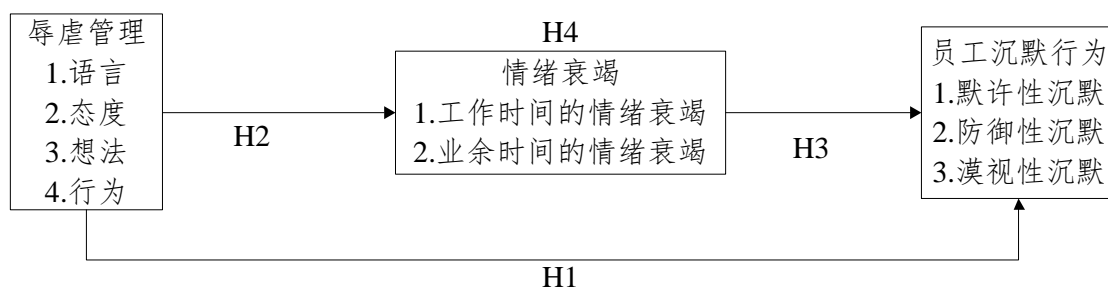 辱虐管理
1.语言
2.态度
3.想法
4.行为
H2
H4
情绪衰竭
1.工作时间的情绪衰竭
2.业余时间的情绪衰竭
H3
员工沉默行为
1.默许性沉默
2.防御性沉默
3.漠视性沉默
H1